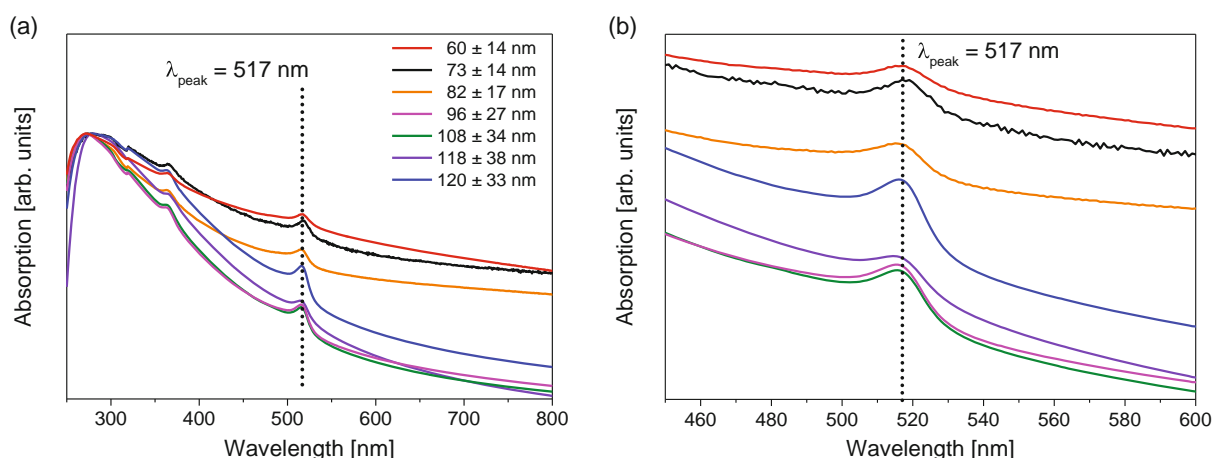 (a)
λpeak = 517 nm
60 ± 14 nm
73 ± 14 nm
82 ± 17 nm
96 ± 27 nm
108 ± 34 nm
118 ± 38 nm
120 ± 33 nm
Absorption [arb. units]
300 400 500 600 700 800
Wavelength [nm]
(b)
λpeak = 517 nm
Absorption [arb. units]
460 480 500 520 540 560 580 600
Wavelength [nm]